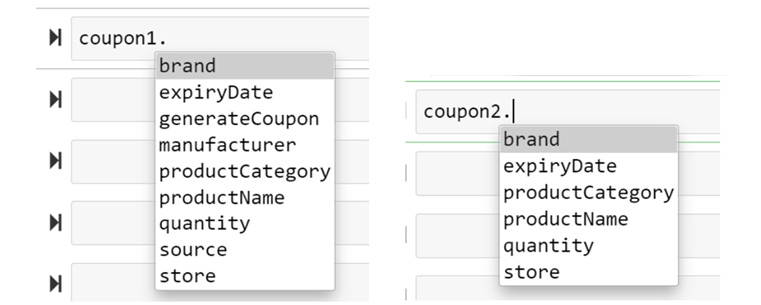 coupon1.
brand
expiryDate
generateCoupon
manufacturer
productCategory
productName
quantity
source
store
coupon2.
brand
expiryDate
productCategory
productName
quantity
store